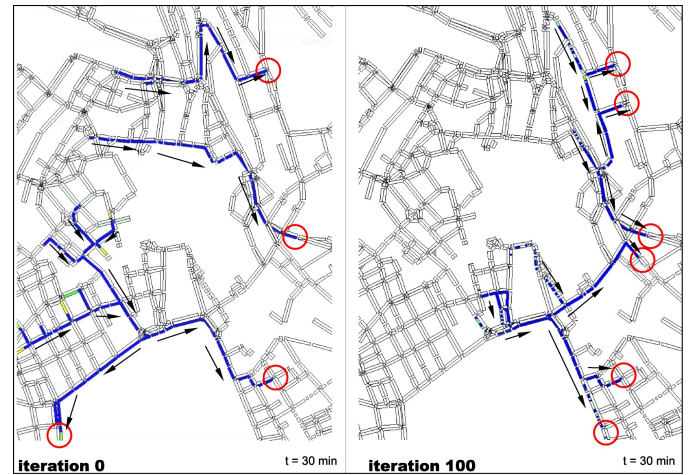 iteration 0
t = 30 min
iteration 100
t = 30 min